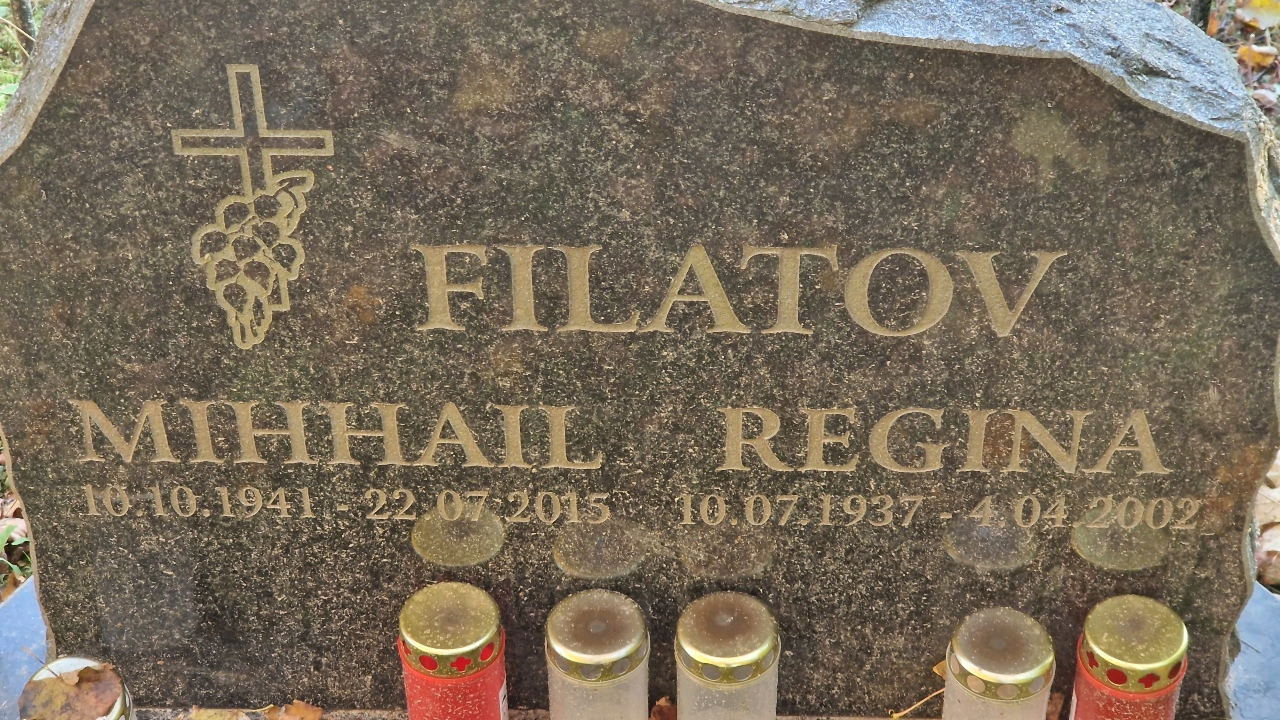 FILATOV
MIHHAIL REGINA
10.10.1941 - 22.07.2015 10.07.1937 - 4.04.2002